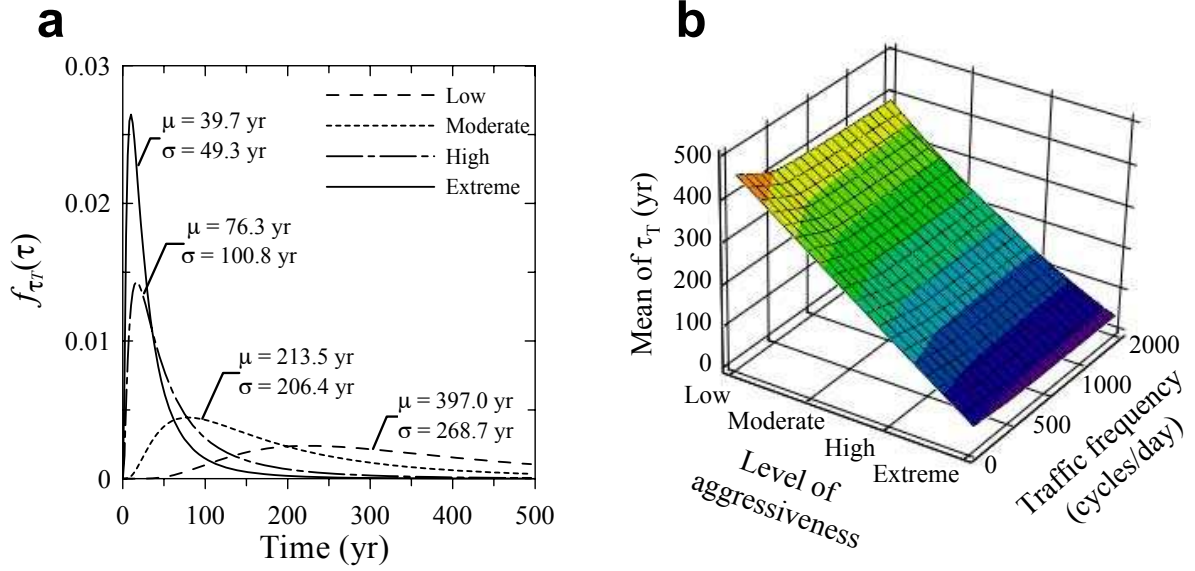 a
0.03
0.02
0.01
0
f_τT(τ)
μ = 39.7 yr
σ = 49.3 yr
μ = 76.3 yr
σ = 100.8 yr
μ = 213.5 yr
σ = 206.4 yr
μ = 397.0 yr
σ = 268.7 yr
Low
Moderate
High
Extreme
0 100 200 300 400 500
Time (yr)
b
Mean of τ_T (yr)
500
400
300
200
100
0
Low
Moderate
High
Extreme
Level of
aggressiveness
0
500
1000
2000
Traffic frequency
(cycles/day)